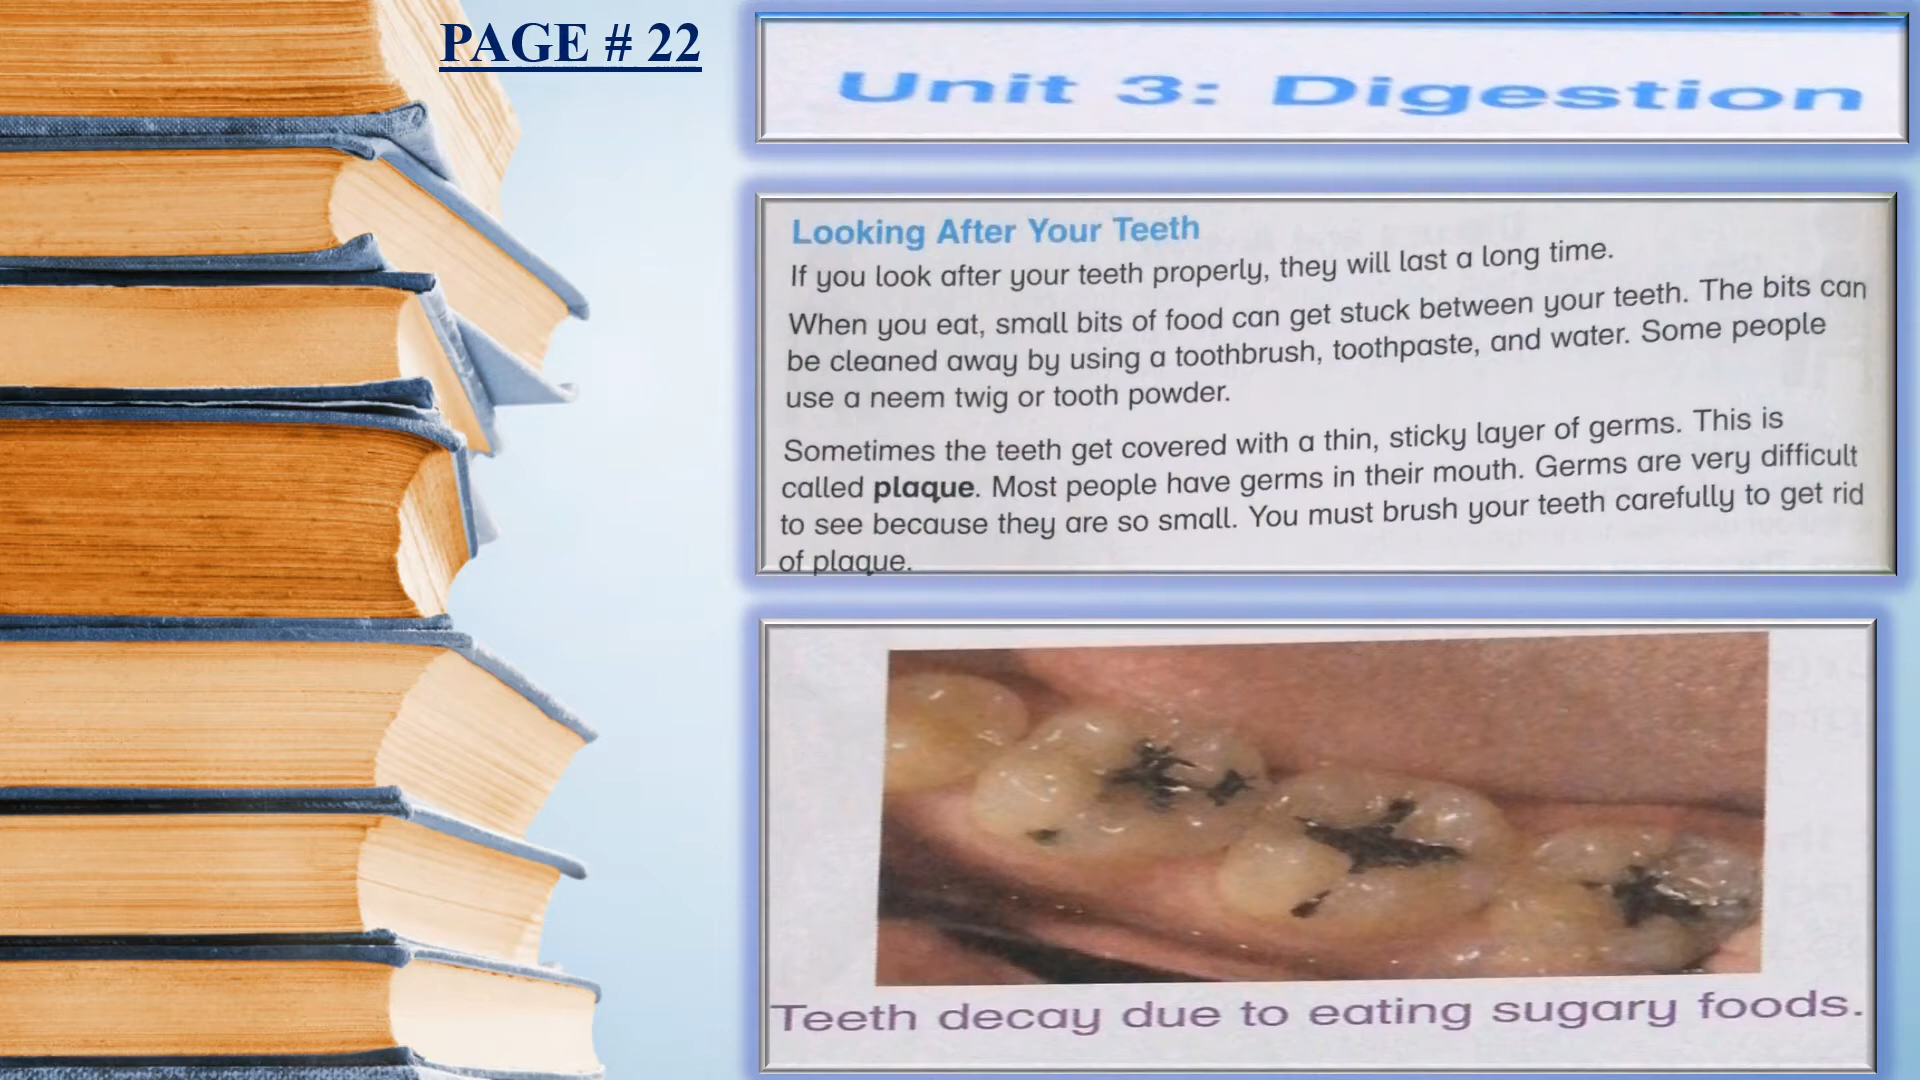 PAGE # 22
Unit 3: Digestion
Looking After Your Teeth
If you look after your teeth properly, they will last a long time.
When you eat, small bits of food can get stuck between your teeth. The bits can
be cleaned away by using a toothbrush, toothpaste, and water. Some people
use a neem twig or tooth powder.
Sometimes the teeth get covered with a thin, sticky layer of germs. This is
called plaque. Most people have germs in their mouth. Germs are very difficult
to see because they are so small. You must brush your teeth carefully to get rid
of plaque.
Teeth decay due to eating sugary foods.